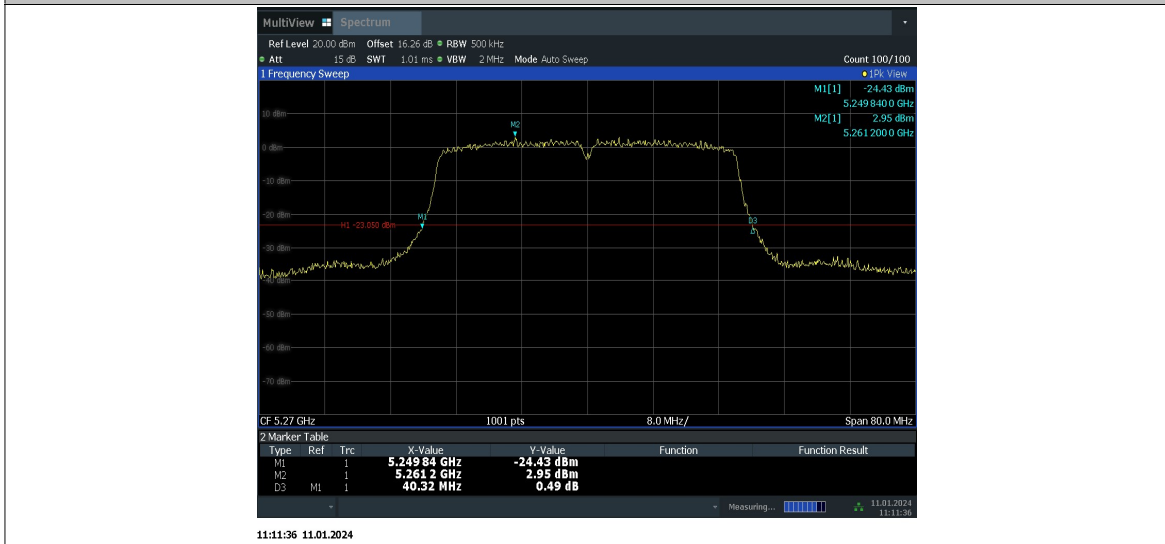 MultiView Spectrum
Ref Level 20.00 dBm Offset 16.26 dB RBW 500 kHz
Att 15 dB SWT 1.01 ms VBW 2 MHz Mode Auto Sweep Count 100/100
1 Frequency Sweep 1Pk View
M1[1] -24.43 dBm
5.249 840 0 GHz
M2[1] 2.95 dBm
5.261 200 0 GHz
10 dBm
M2
0 dBm
-10 dBm
-20 dBm
M1
D3
H1 -23.050 dBm
-30 dBm
-40 dBm
-50 dBm
-60 dBm
-70 dBm
CF 5.27 GHz 1001 pts 8.0 MHz/ Span 80.0 MHz
2 Marker Table
Type Ref Trc X-Value Y-Value Function Function Result
M1 1 5.249 84 GHz -24.43 dBm
M2 1 5.261 2 GHz 2.95 dBm
D3 M1 1 40.32 MHz 0.49 dB
Measuring... 11.01.2024
11:11:36
11:11:36 11.01.2024